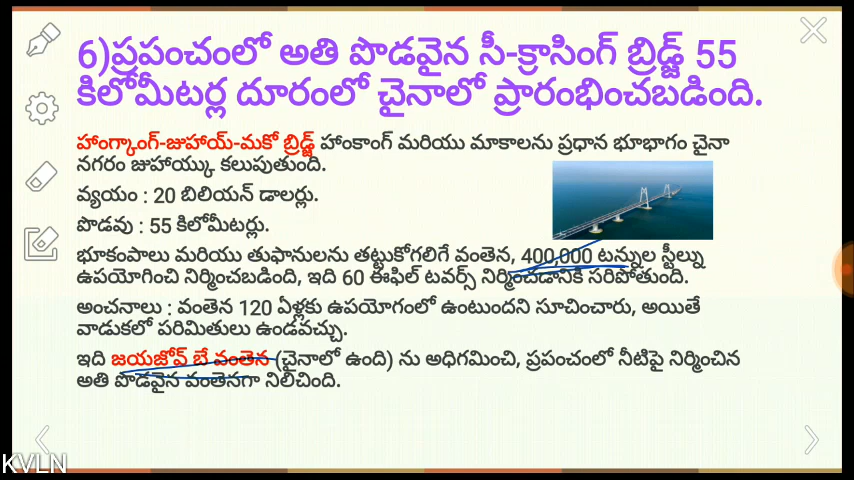 6)ప్రపంచంలో అతి పొడవైన సీ-క్రాసింగ్ బ్రిడ్జ్ 55
కిలోమీటర్ల దూరంలో చైనాలో ప్రారంభించబడింది.
హాంగ్కాంగ్-జుహాయ్-మకో బ్రిడ్జ్ హాంకాంగ్ మరియు మాకాలను ప్రధాన భూభాగం చైనా
నగరం జుహాయ్కు కలుపుతుంది.
వ్యయం : 20 బిలియన్ డాలర్లు.
పొడవు : 55 కిలోమీటర్లు.
భూకంపాలు మరియు తుఫానులను తట్టుకోగలిగే వంతెన, 400,000 టన్నుల స్టీల్ను
ఉపయోగించి నిర్మించబడింది, ఇది 60 ఈఫిల్ టవర్స్ నిర్మించడానికి సరిపోతుంది.
అంచనాలు : వంతెన 120 ఏళ్లకు ఉపయోగంలో ఉంటుందని సూచించారు, అయితే
వాడుకలో పరిమితులు ఉండవచ్చు.
ఇది జయజోవ్ బే వంతెన (చైనాలో ఉంది) ను అధిగమించి, ప్రపంచంలో నీటిపై నిర్మించిన
అతి పొడవైన వంతెనగా నిలిచింది.
KVLN